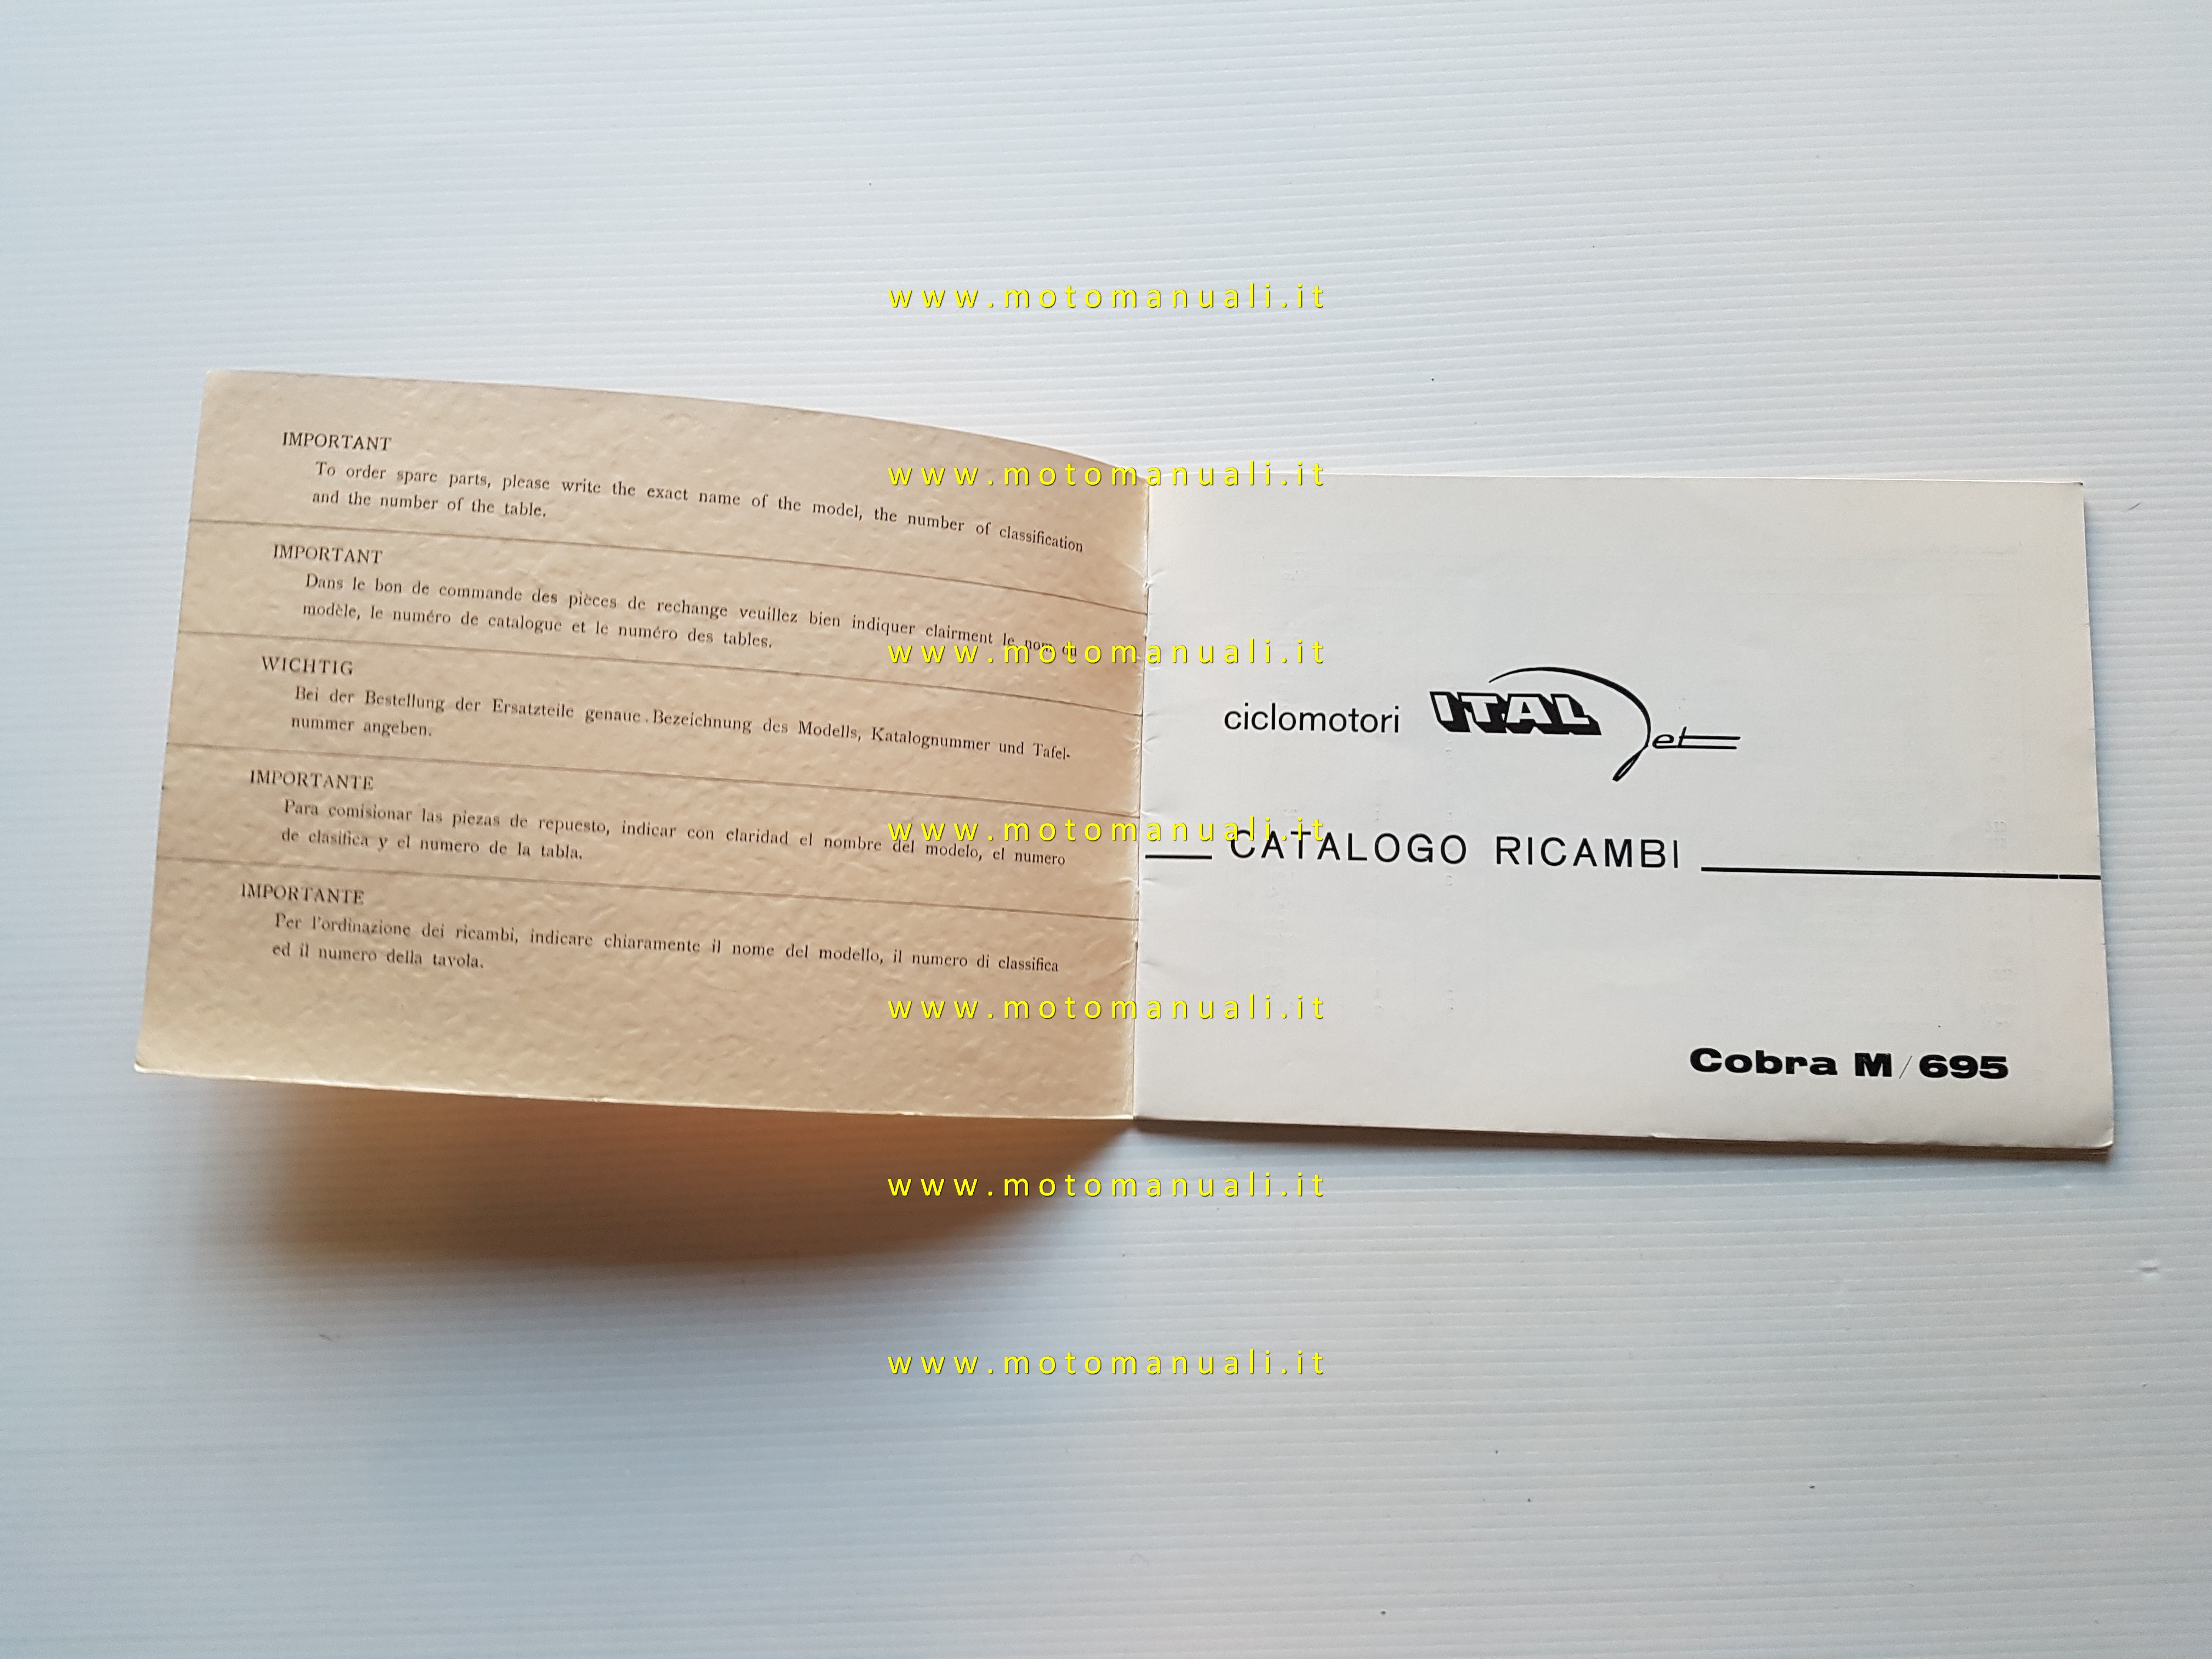 www.motomanuali.it
IMPORTANT
To order spare parts, please write the exact name of the model, the number of classification
and the number of the table.
IMPORTANT
Dans le bon de commande des pièces de rechange veuillez bien indiquer clairment le nom du
modèle, le numéro de catalogue et le numéro des tables.
WICHTIG
Bei der Bestellung der Ersatzteile genaue Bezeichnung des Modells, Katalognummer und Tafel-
nummer angeben.
IMPORTANTE
Para comisionar las piezas de repuesto, indicar con claridad el nombre del modelo, el numero
de clasifica y el numero de la tabla.
IMPORTANTE
Per l'ordinazione dei ricambi, indicare chiaramente il nome del modello, il numero di classifica
ed il numero della tavola.
www.motomanuali.it
www.motomanuali.it
ciclomotori ITAL Jet
www.motomanuali.it
CATALOGO RICAMBI
www.motomanuali.it
Cobra M/695
www.motomanuali.it
www.motomanuali.it